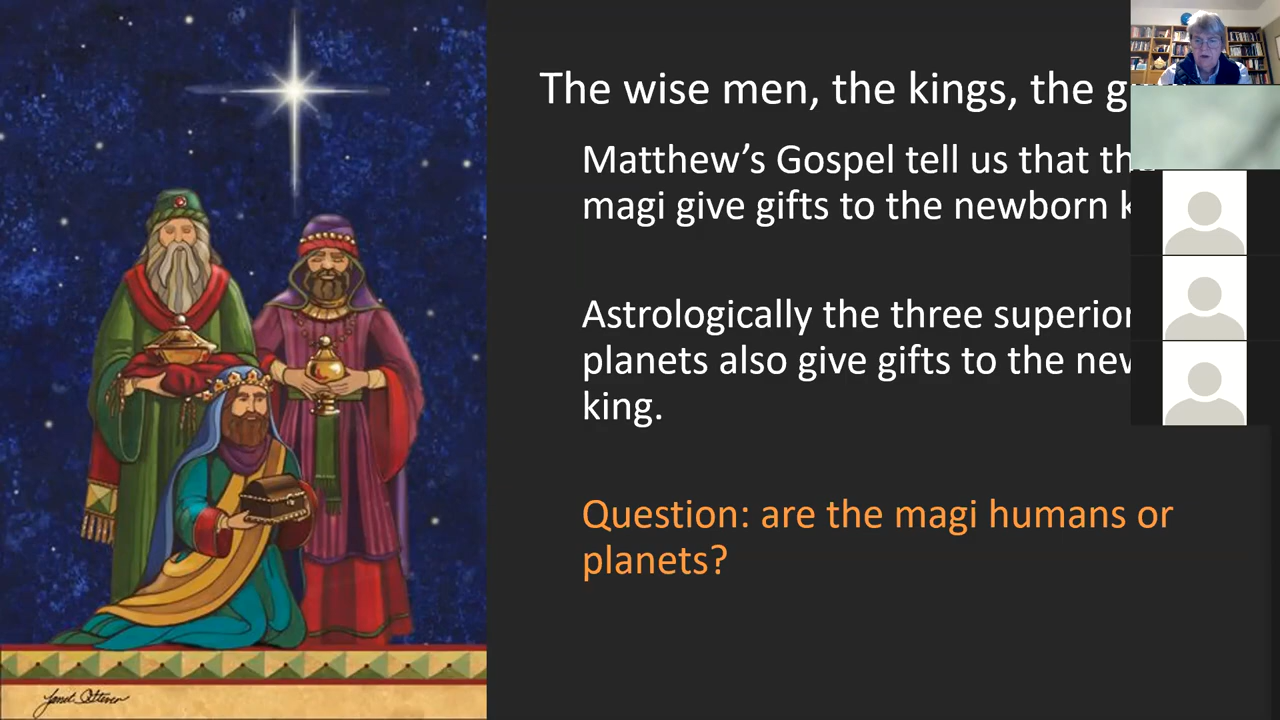 The wise men, the kings, the
Matthew’s Gospel tell us that
magi give gifts to the newborn
Astrologically the three superior
planets also give gifts to the
king.
Question: are the magi humans or
planets?